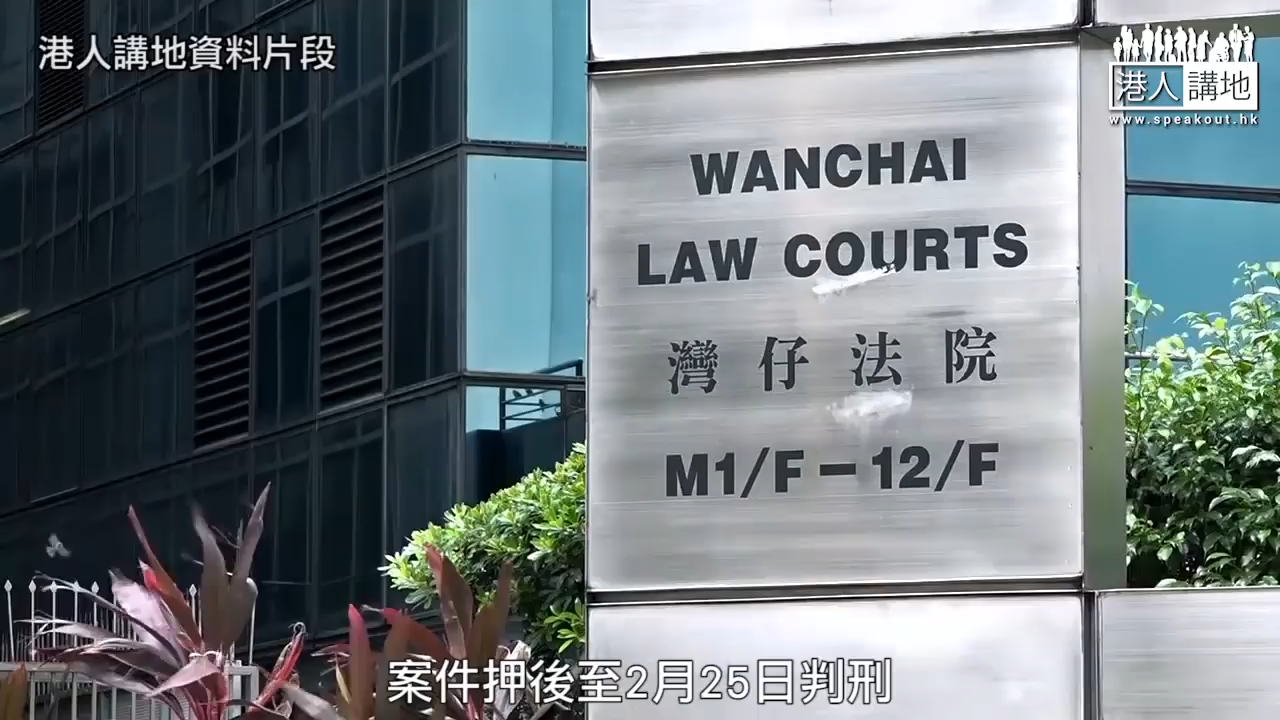 港人講地資料片段
港人講地
www.speakout.hk
WANCHAI
LAW COURTS
灣仔法院
M1/F－12/F
案件押後至2月25日判刑